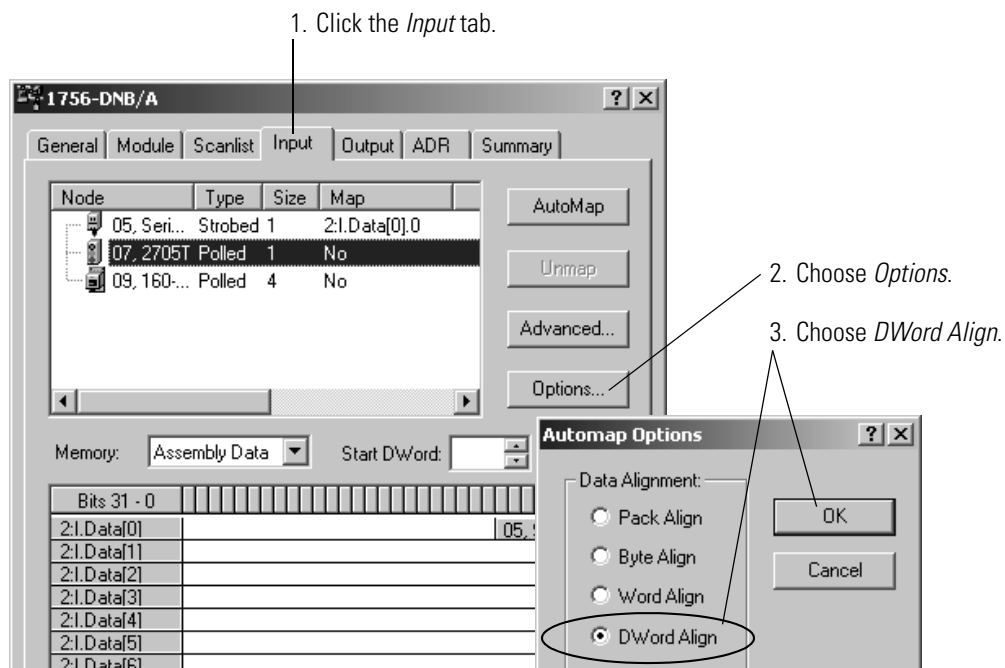 1. Click the Input tab.
1756-DNB/A
General Module Scanlist Input Output ADR Summary
Node Type Size Map
05, Seri... Strobed 1 2:I.Data[0].0
07, 2705T Polled 1 No
09, 160-... Polled 4 No
AutoMap
Unmap
Advanced...
Options...
2. Choose Options.
3. Choose DWord Align.
Memory: Assembly Data Start DWord:
Bits 31 - 0
2:I.Data[0] 05,
2:I.Data[1]
2:I.Data[2]
2:I.Data[3]
2:I.Data[4]
2:I.Data[5]
2:I.Data[6]
Automap Options
Data Alignment:
Pack Align
Byte Align
Word Align
DWord Align
OK
Cancel